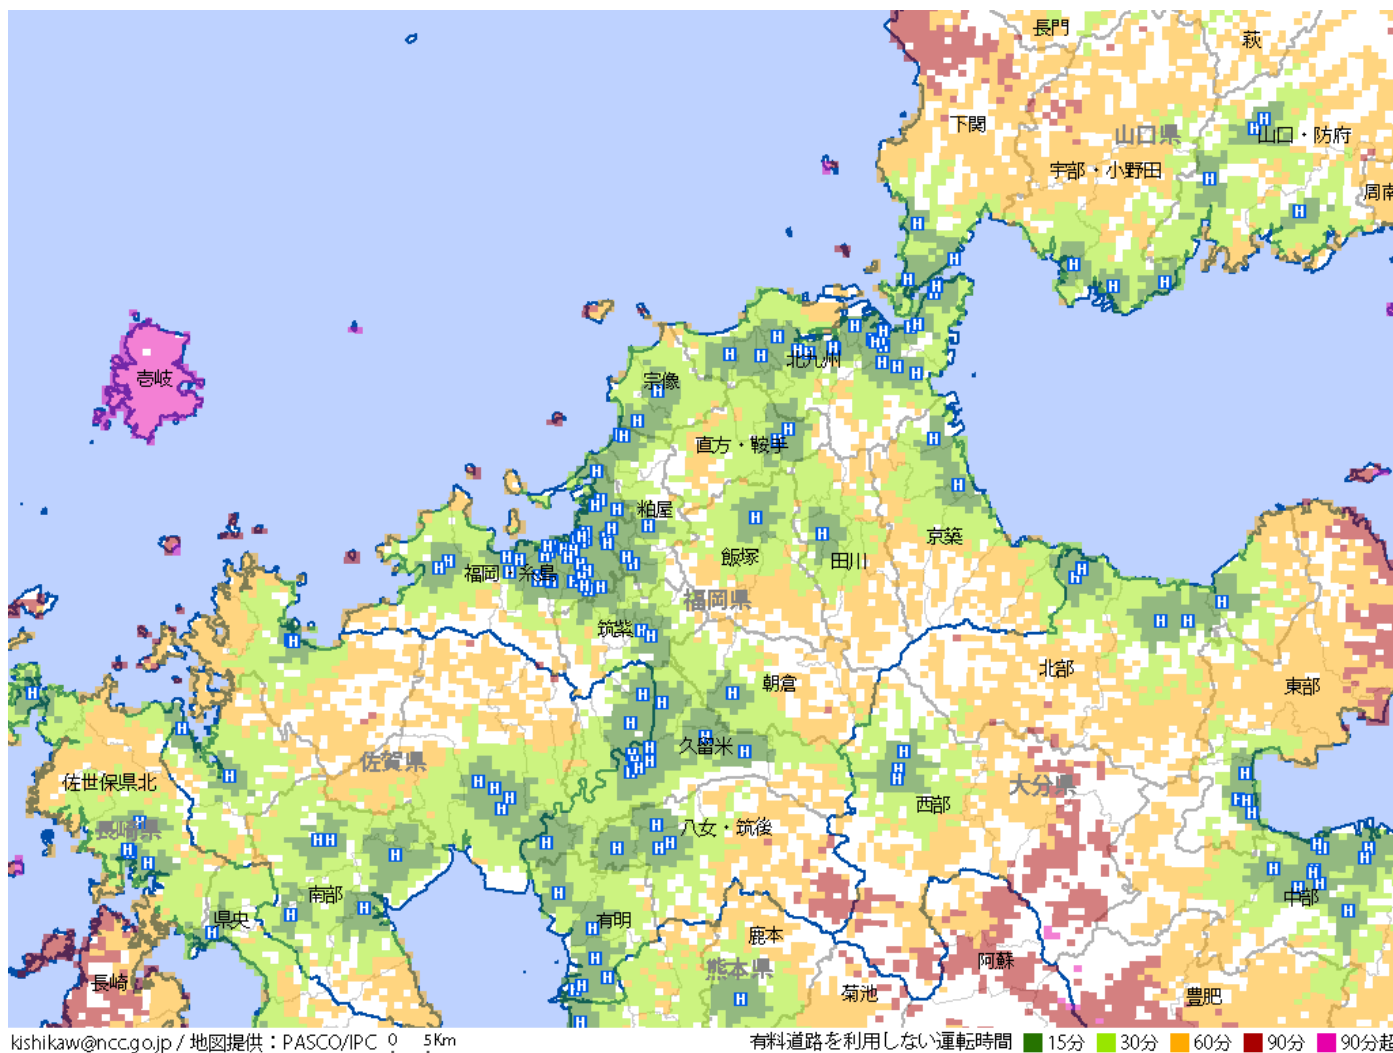 長門
萩
下関
山口県
山口・防府
宇部・小野田
周南
壱岐
宗像
北九州
直方・鞍手
粕屋
飯塚
田川
京築
福岡・糸島
福岡県
筑紫
朝倉
北部
東部
佐賀県
久留米
佐世保県北
長崎県
西部
大分県
八女・筑後
南部
中部
県央
有明
鹿本
長崎
熊本県
菊池
阿蘇
豊肥
kishikaw@ncc.go.jp / 地図提供：PASCO/IPC 0 5Km
有料道路を利用しない運転時間 15分 30分 60分 90分 90分超